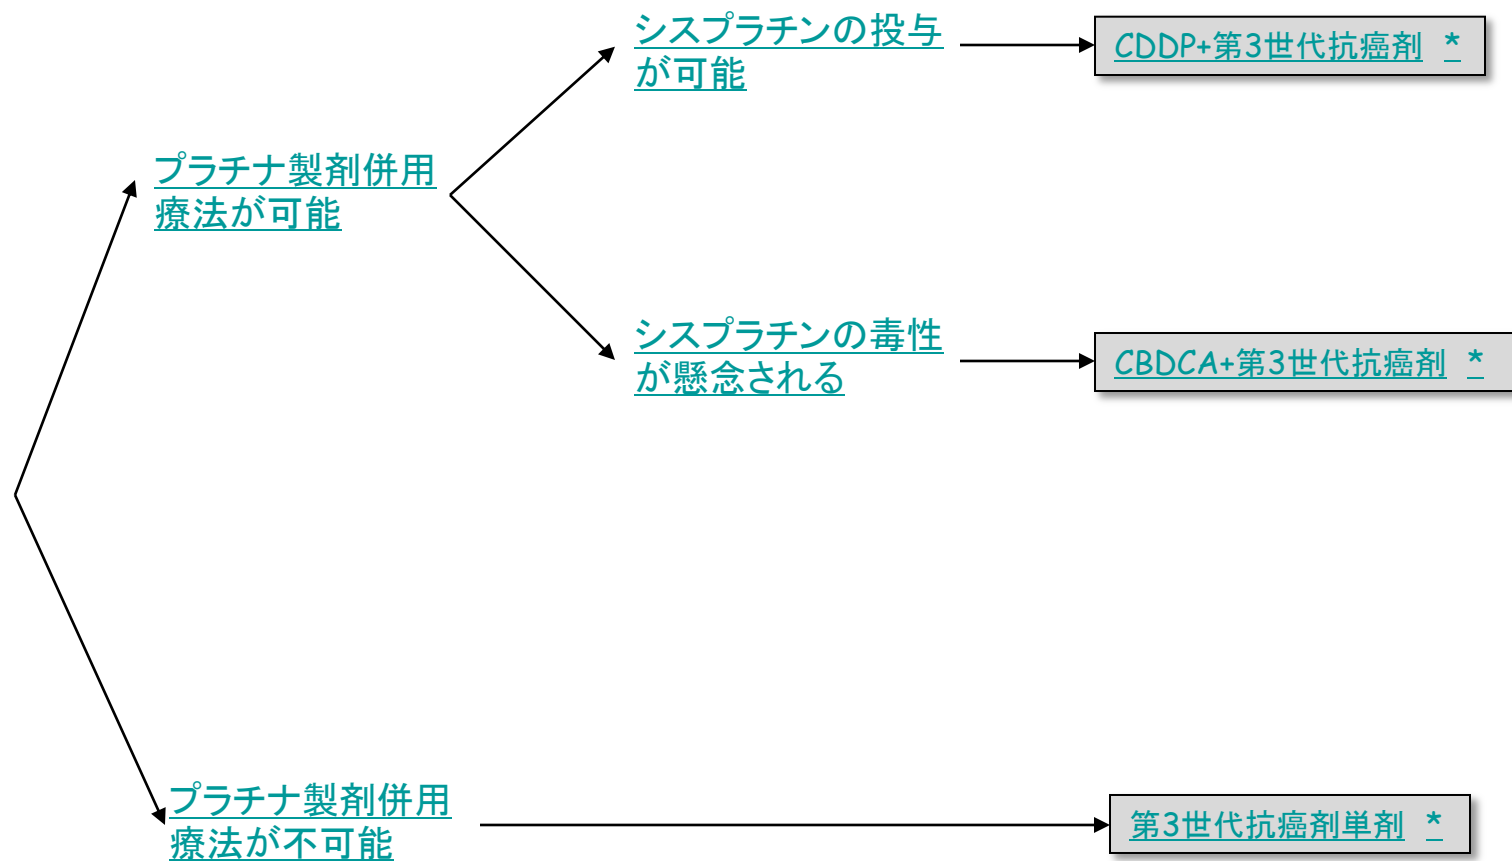 シスプラチンの投与
が可能
CDDP+第3世代抗癌剤 *
プラチナ製剤併用
療法が可能
シスプラチンの毒性
が懸念される
CBDCA+第3世代抗癌剤 *
プラチナ製剤併用
療法が不可能
第3世代抗癌剤単剤 *